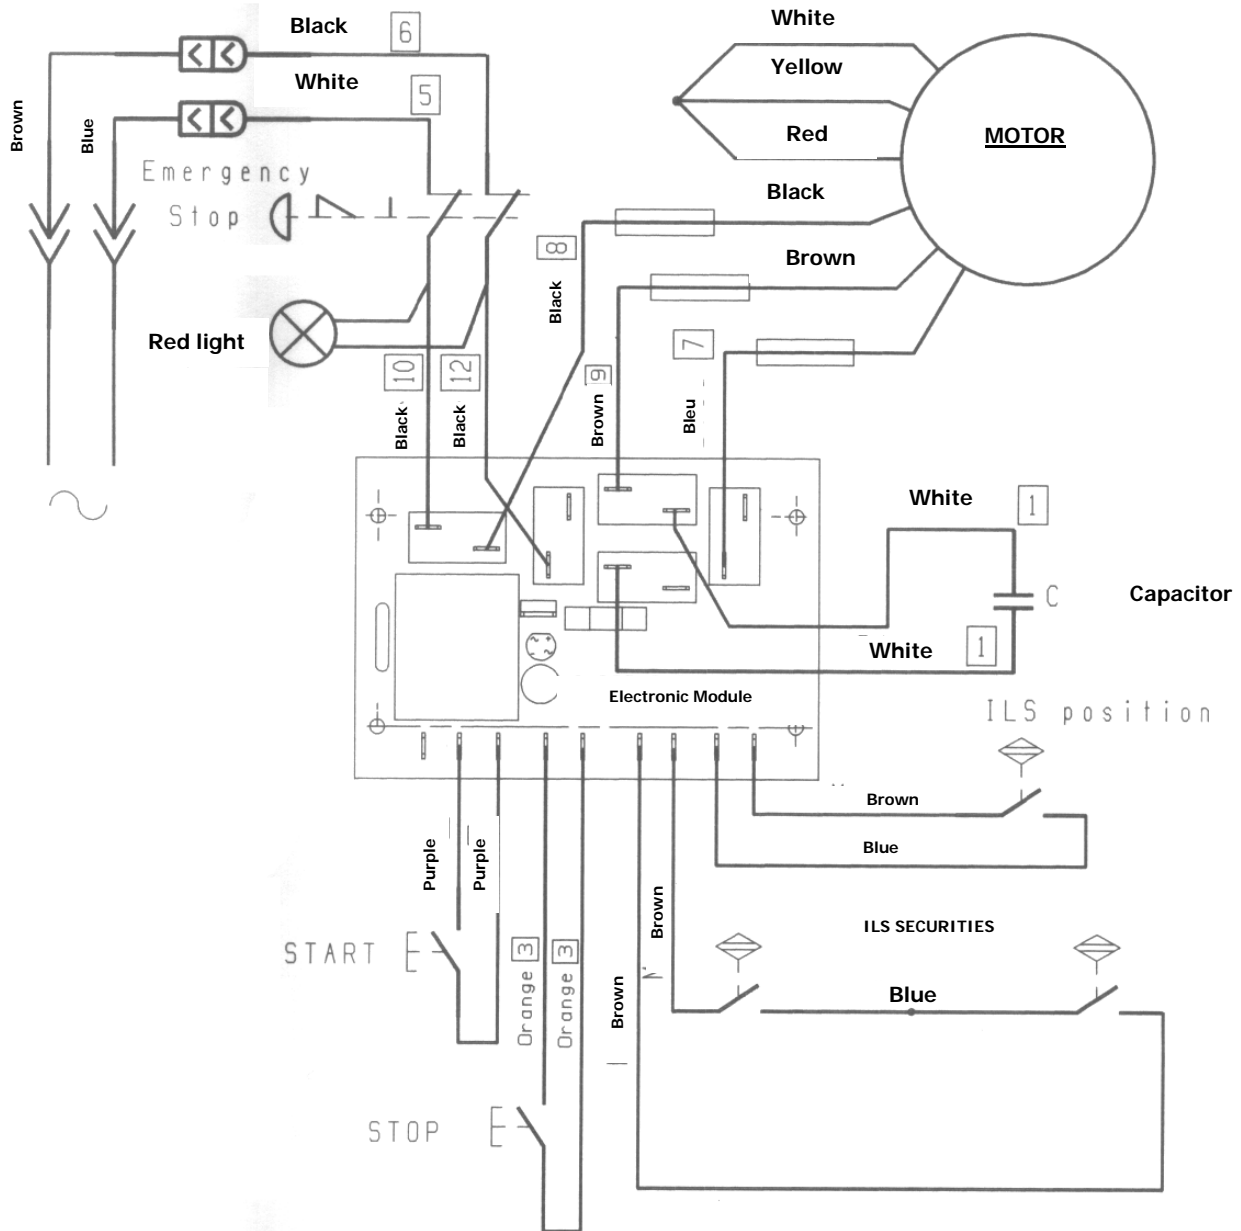 Black
6
White
White
5
Yellow
Brown
Blue
Red
MOTOR
Emergency
Stop
Black
8
Black
Brown
Red light
10
12
9
7
Black
Black
Brown
Bleu
White
1
C
Capacitor
White
1
Electronic Module
ILS position
Brown
Blue
Purple
Purple
Brown
ILS SECURITIES
START
3
3
Orange
Orange
Brown
Blue
STOP